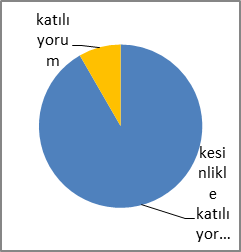 katılı
yoru
m
kesi
nlikl
e
katılı
yor...